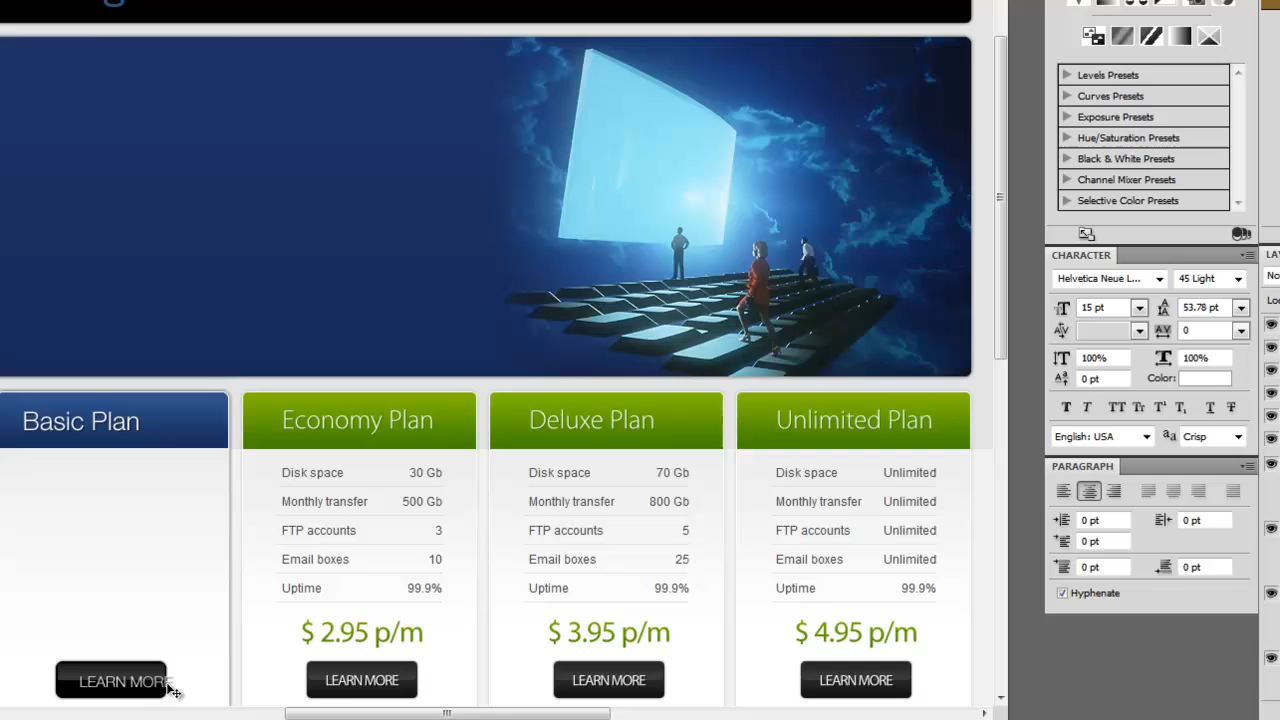 Levels Presets
Curves Presets
Exposure Presets
Hue/Saturation Presets
Black & White Presets
Channel Mixer Presets
Selective Color Presets
CHARACTER
Helvetica Neue L... 45 Light
15 pt 53.78 pt
0
100% 100%
0 pt Color:
T T TT Tr T¹ T₁ T T
English: USA aa Crisp
PARAGRAPH
0 pt 0 pt
0 pt
0 pt 0 pt
Hyphenate
Basic Plan
LEARN MORE
Economy Plan
Disk space 30 Gb
Monthly transfer 500 Gb
FTP accounts 3
Email boxes 10
Uptime 99.9%
$ 2.95 p/m
LEARN MORE
Deluxe Plan
Disk space 70 Gb
Monthly transfer 800 Gb
FTP accounts 5
Email boxes 25
Uptime 99.9%
$ 3.95 p/m
LEARN MORE
Unlimited Plan
Disk space Unlimited
Monthly transfer Unlimited
FTP accounts Unlimited
Email boxes Unlimited
Uptime 99.9%
$ 4.95 p/m
LEARN MORE